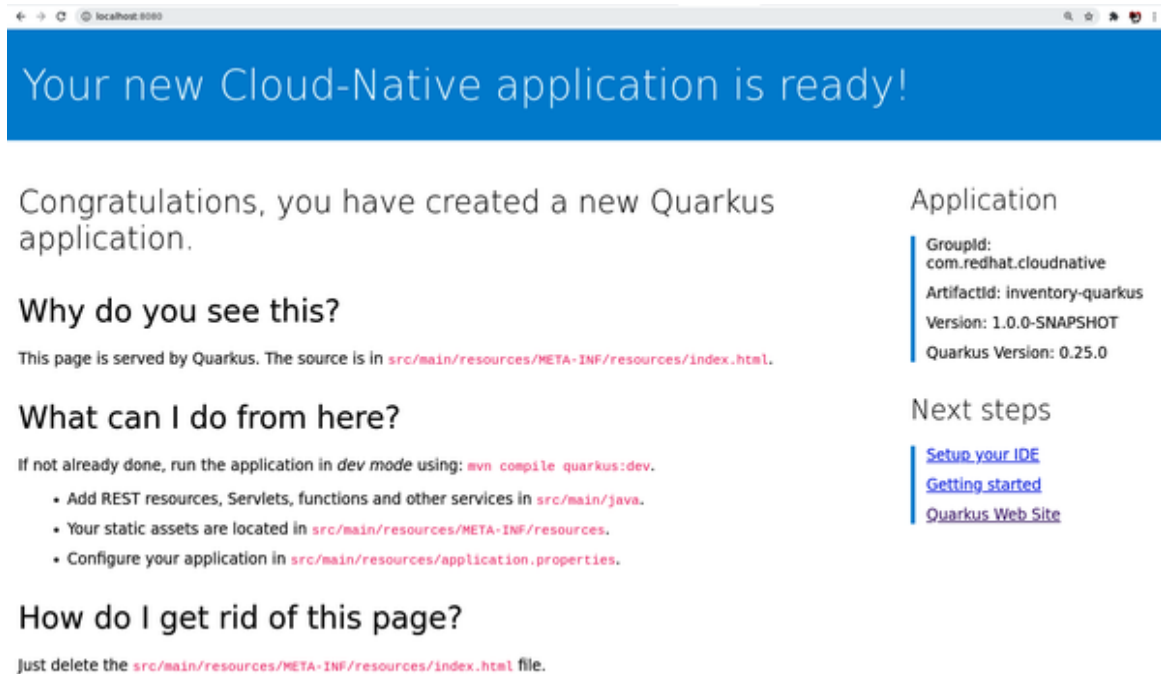 localhost:8080
Your new Cloud-Native application is ready!
Congratulations, you have created a new Quarkus
application.
Why do you see this?
This page is served by Quarkus. The source is in src/main/resources/META-INF/resources/index.html.
What can I do from here?
If not already done, run the application in dev mode using: mvn compile quarkus:dev.
• Add REST resources, Servlets, functions and other services in src/main/java.
• Your static assets are located in src/main/resources/META-INF/resources.
• Configure your application in src/main/resources/application.properties.
How do I get rid of this page?
Just delete the src/main/resources/META-INF/resources/index.html file.
Application
GroupId:
com.redhat.cloudnative
ArtifactId: inventory-quarkus
Version: 1.0.0-SNAPSHOT
Quarkus Version: 0.25.0
Next steps
Setup your IDE
Getting started
Quarkus Web Site